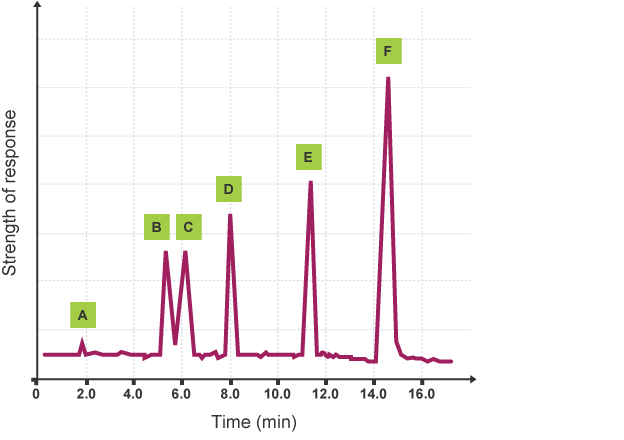 F
E
D
B
C
A
Strength of response
0
2.0
4.0
6.0
8.0
10.0
12.0
14.0
16.0
Time (min)